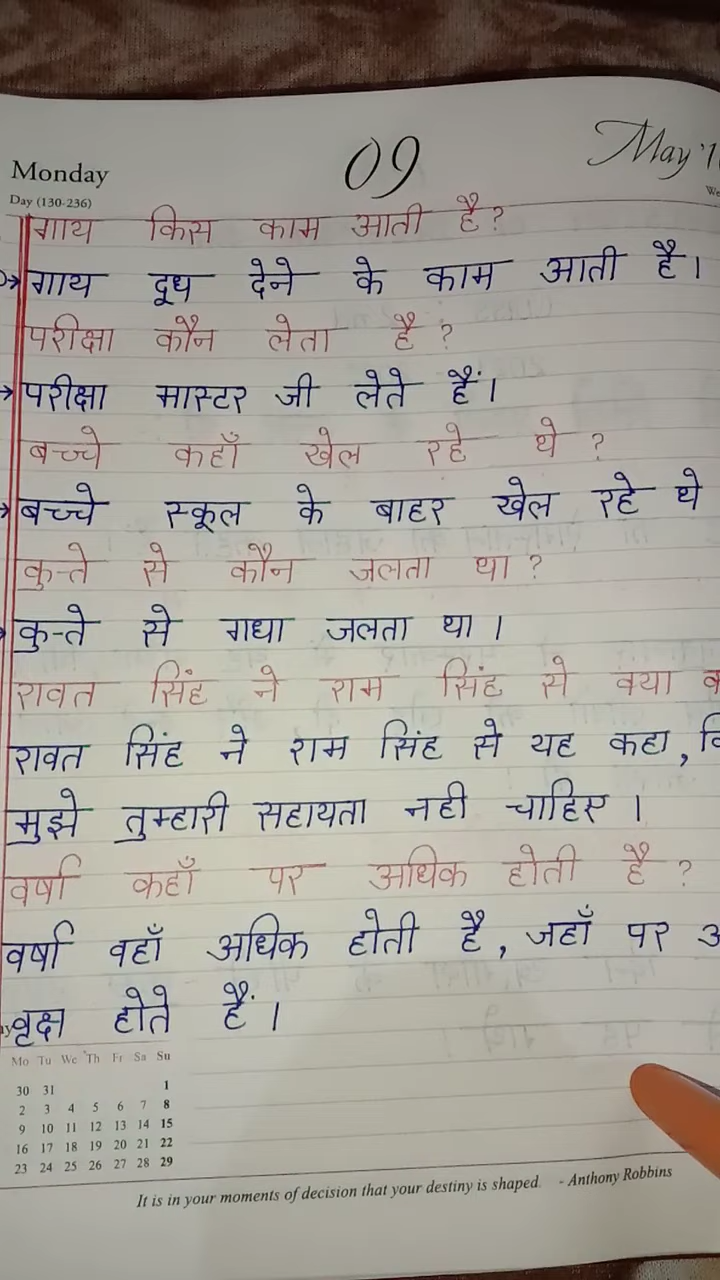 Monday
09
May '1
Day (130-236)
We
गाय किस काम आती है?
गाय दूध देने के काम आती है।
परीक्षा कौन लेता है ?
→ परीक्षा मास्टर जी लेते हैं।
बच्चे कहाँ खेल रहे थे ?
→ बच्चे स्कूल के बाहर खेल रहे थे
कुत्ते से कौन जलता था ?
कुत्ते से गधा जलता था ।
रावत सिंह ने राम सिंह से क्या
रावत सिंह ने राम सिंह से यह कहा,
मुझे तुम्हारी सहायता नही चाहिए ।
वर्षा कहाँ पर अधिक होती है ?
वर्षा वहाँ अधिक होती है, जहाँ पर
वृक्ष होते हैं ।
Mo Tu We Th Fr Sa Su
30 31 1
2 3 4 5 6 7 8
9 10 11 12 13 14 15
16 17 18 19 20 21 22
23 24 25 26 27 28 29
It is in your moments of decision that your destiny is shaped. - Anthony Robbins